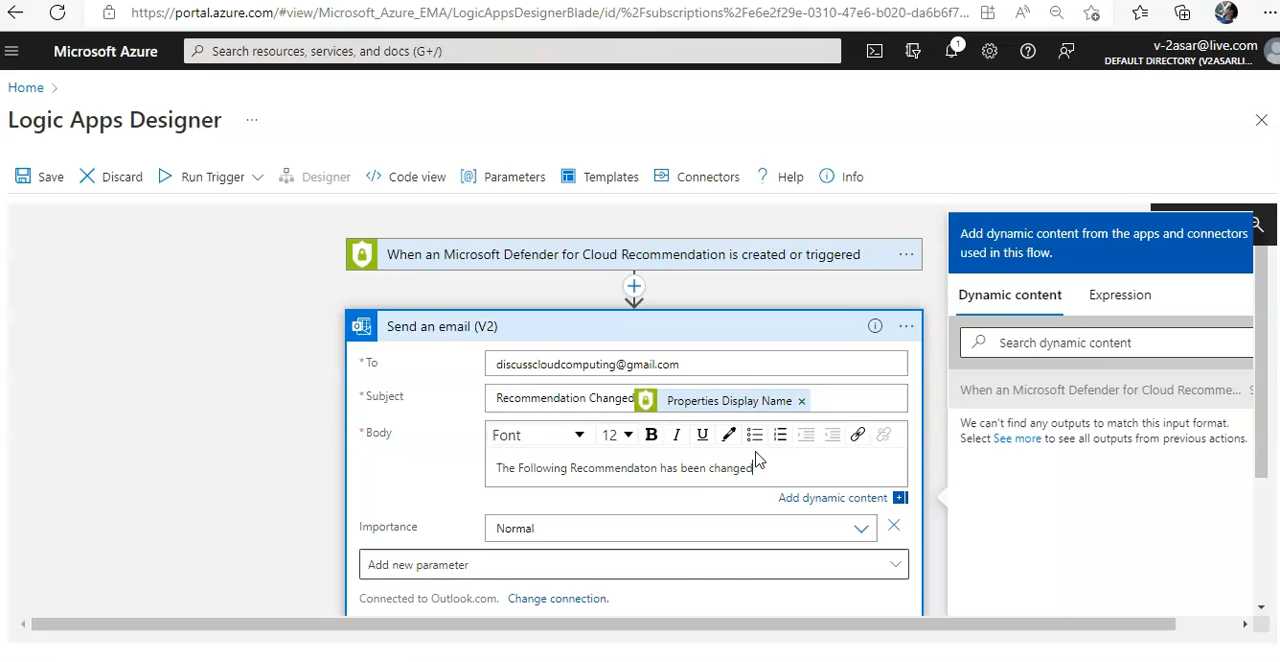 https://portal.azure.com/#view/Microsoft_Azure_EMA/LogicAppsDesignerBlade/id/%2Fsubscriptions%2Fe6e2f29e-0310-47e6-b020-da6b6f7...
Microsoft Azure
Search resources, services, and docs (G+/)
1
v-2asar@live.com
DEFAULT DIRECTORY (V2ASARLI...
Home >
Logic Apps Designer ...
Save
Discard
Run Trigger
Designer
Code view
Parameters
Templates
Connectors
Help
Info
When an Microsoft Defender for Cloud Recommendation is created or triggered
Send an email (V2)
* To
discusscloudcomputing@gmail.com
* Subject
Recommendation Changed Properties Display Name ×
* Body
Font 12 B I U
The Following Recommendaton has been changed
Add dynamic content
Importance
Normal
Add new parameter
Connected to Outlook.com. Change connection.
Add dynamic content from the apps and connectors
used in this flow.
Dynamic content
Expression
Search dynamic content
When an Microsoft Defender for Cloud Recomme...
We can't find any outputs to match this input format.
Select See more to see all outputs from previous actions.